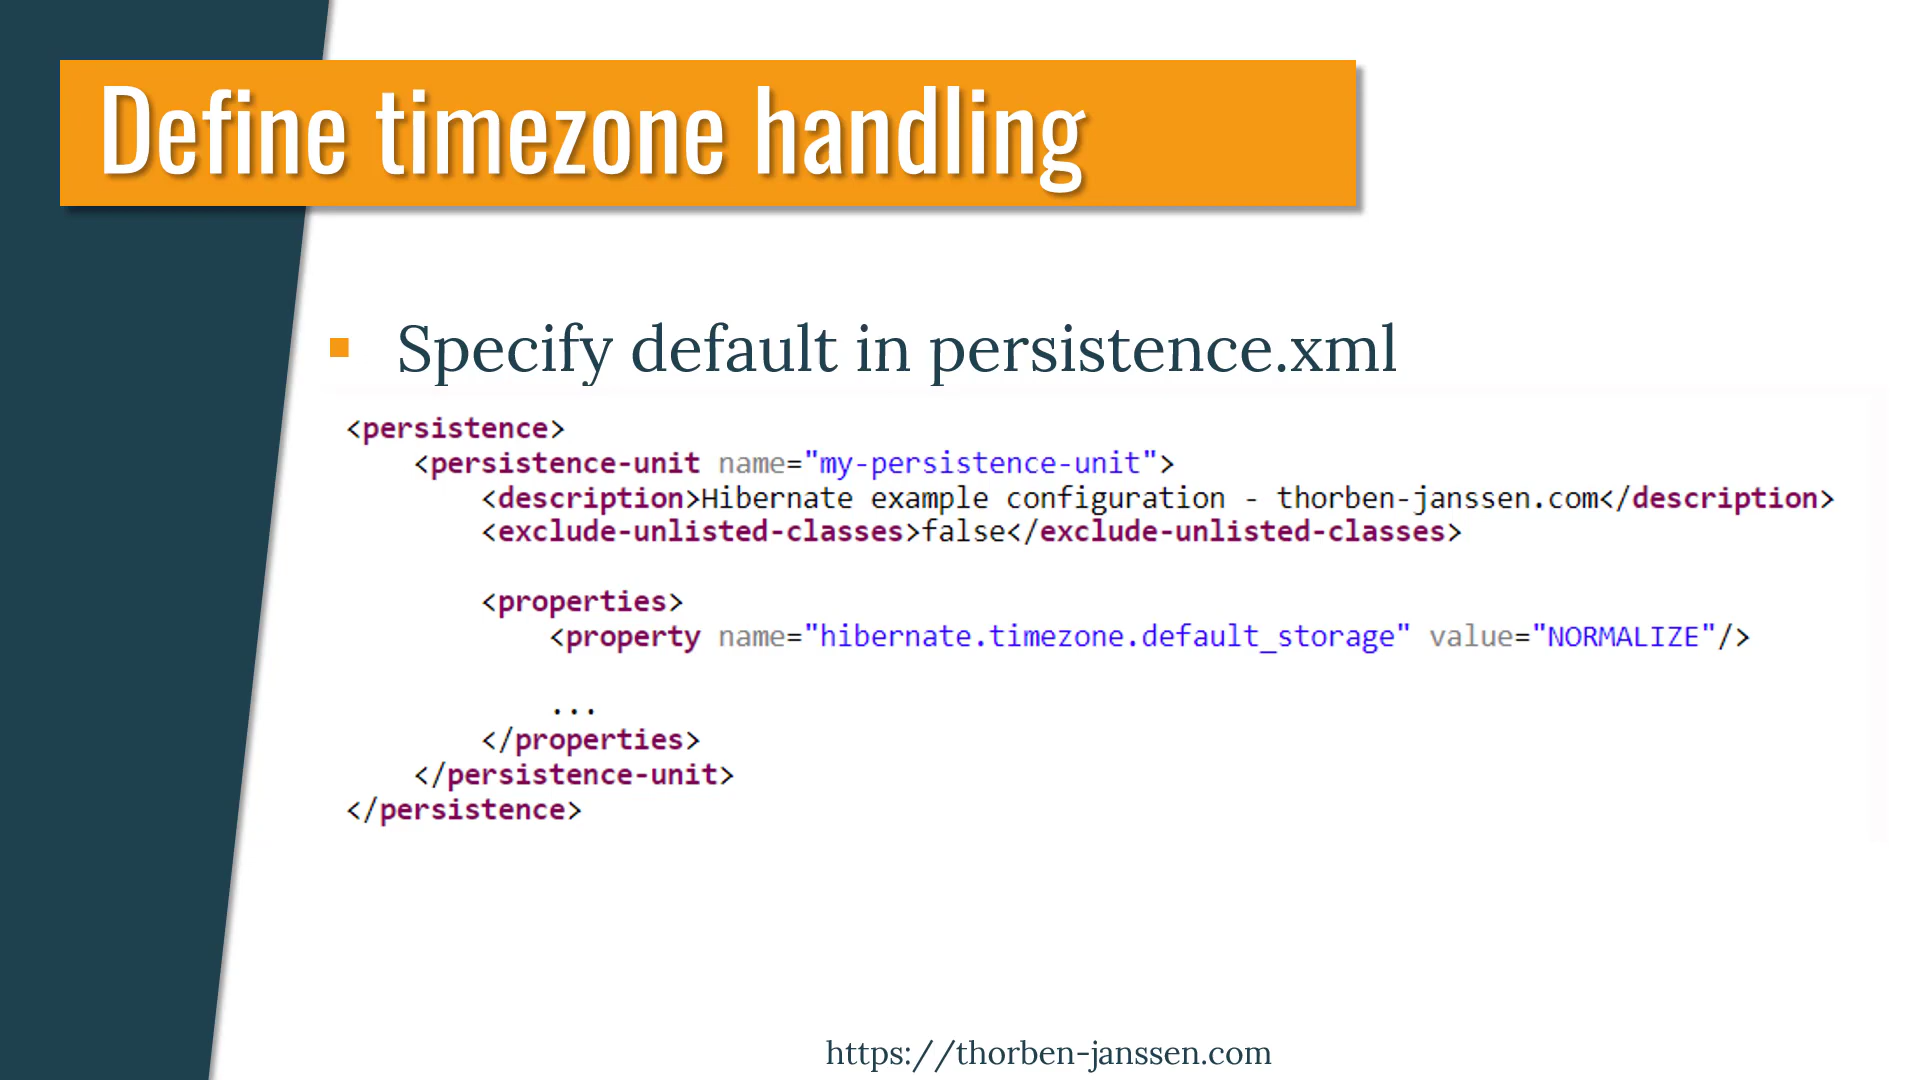 Define timezone handling
Specify default in persistence.xml
<persistence>
    <persistence-unit name="my-persistence-unit">
        <description>Hibernate example configuration - thorben-janssen.com</description>
        <exclude-unlisted-classes>false</exclude-unlisted-classes>
        <properties>
            <property name="hibernate.timezone.default_storage" value="NORMALIZE"/>
            ...
        </properties>
    </persistence-unit>
</persistence>
https://thorben-janssen.com